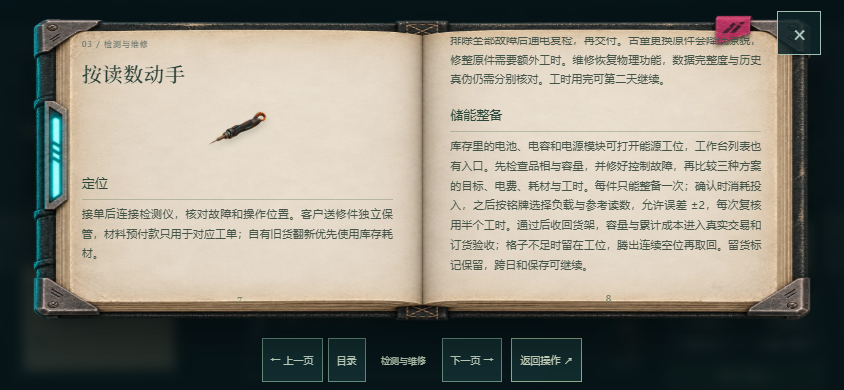 03 / 检测与维修
按读数动手
定位
接单后连接检测仪，核对故障和操作位置。客户送修件独立保
管，材料预付款只用于对应工单；自有旧货翻新优先使用库存耗
材。
7
排除全部故障后通电复检，再交付。古董更换原件会降低原貌，
修整原件需要额外工时。维修恢复物理功能，数据完整度与历史
真伪仍需分别核对。工时用完可第二天继续。
储能整备
库存里的电池、电容和电源模块可打开能源工位，工作台列表也
有入口。先检查品相与容量，并修好控制故障，再比较三种方案
的目标、电费、耗材与工时。每件只能整备一次；确认时消耗投
入，之后按铭牌选择负载与参考读数，允许误差 ±2，每次复核
用半个工时。通过后收回货架，容量与累计成本进入真实交易和
订货验收；格子不足时留在工位，腾出连续空位再取回。留货标
记保留，跨日和保存可继续。
8
×
← 上一页
目录
检测与维修
下一页 →
返回操作 ↗